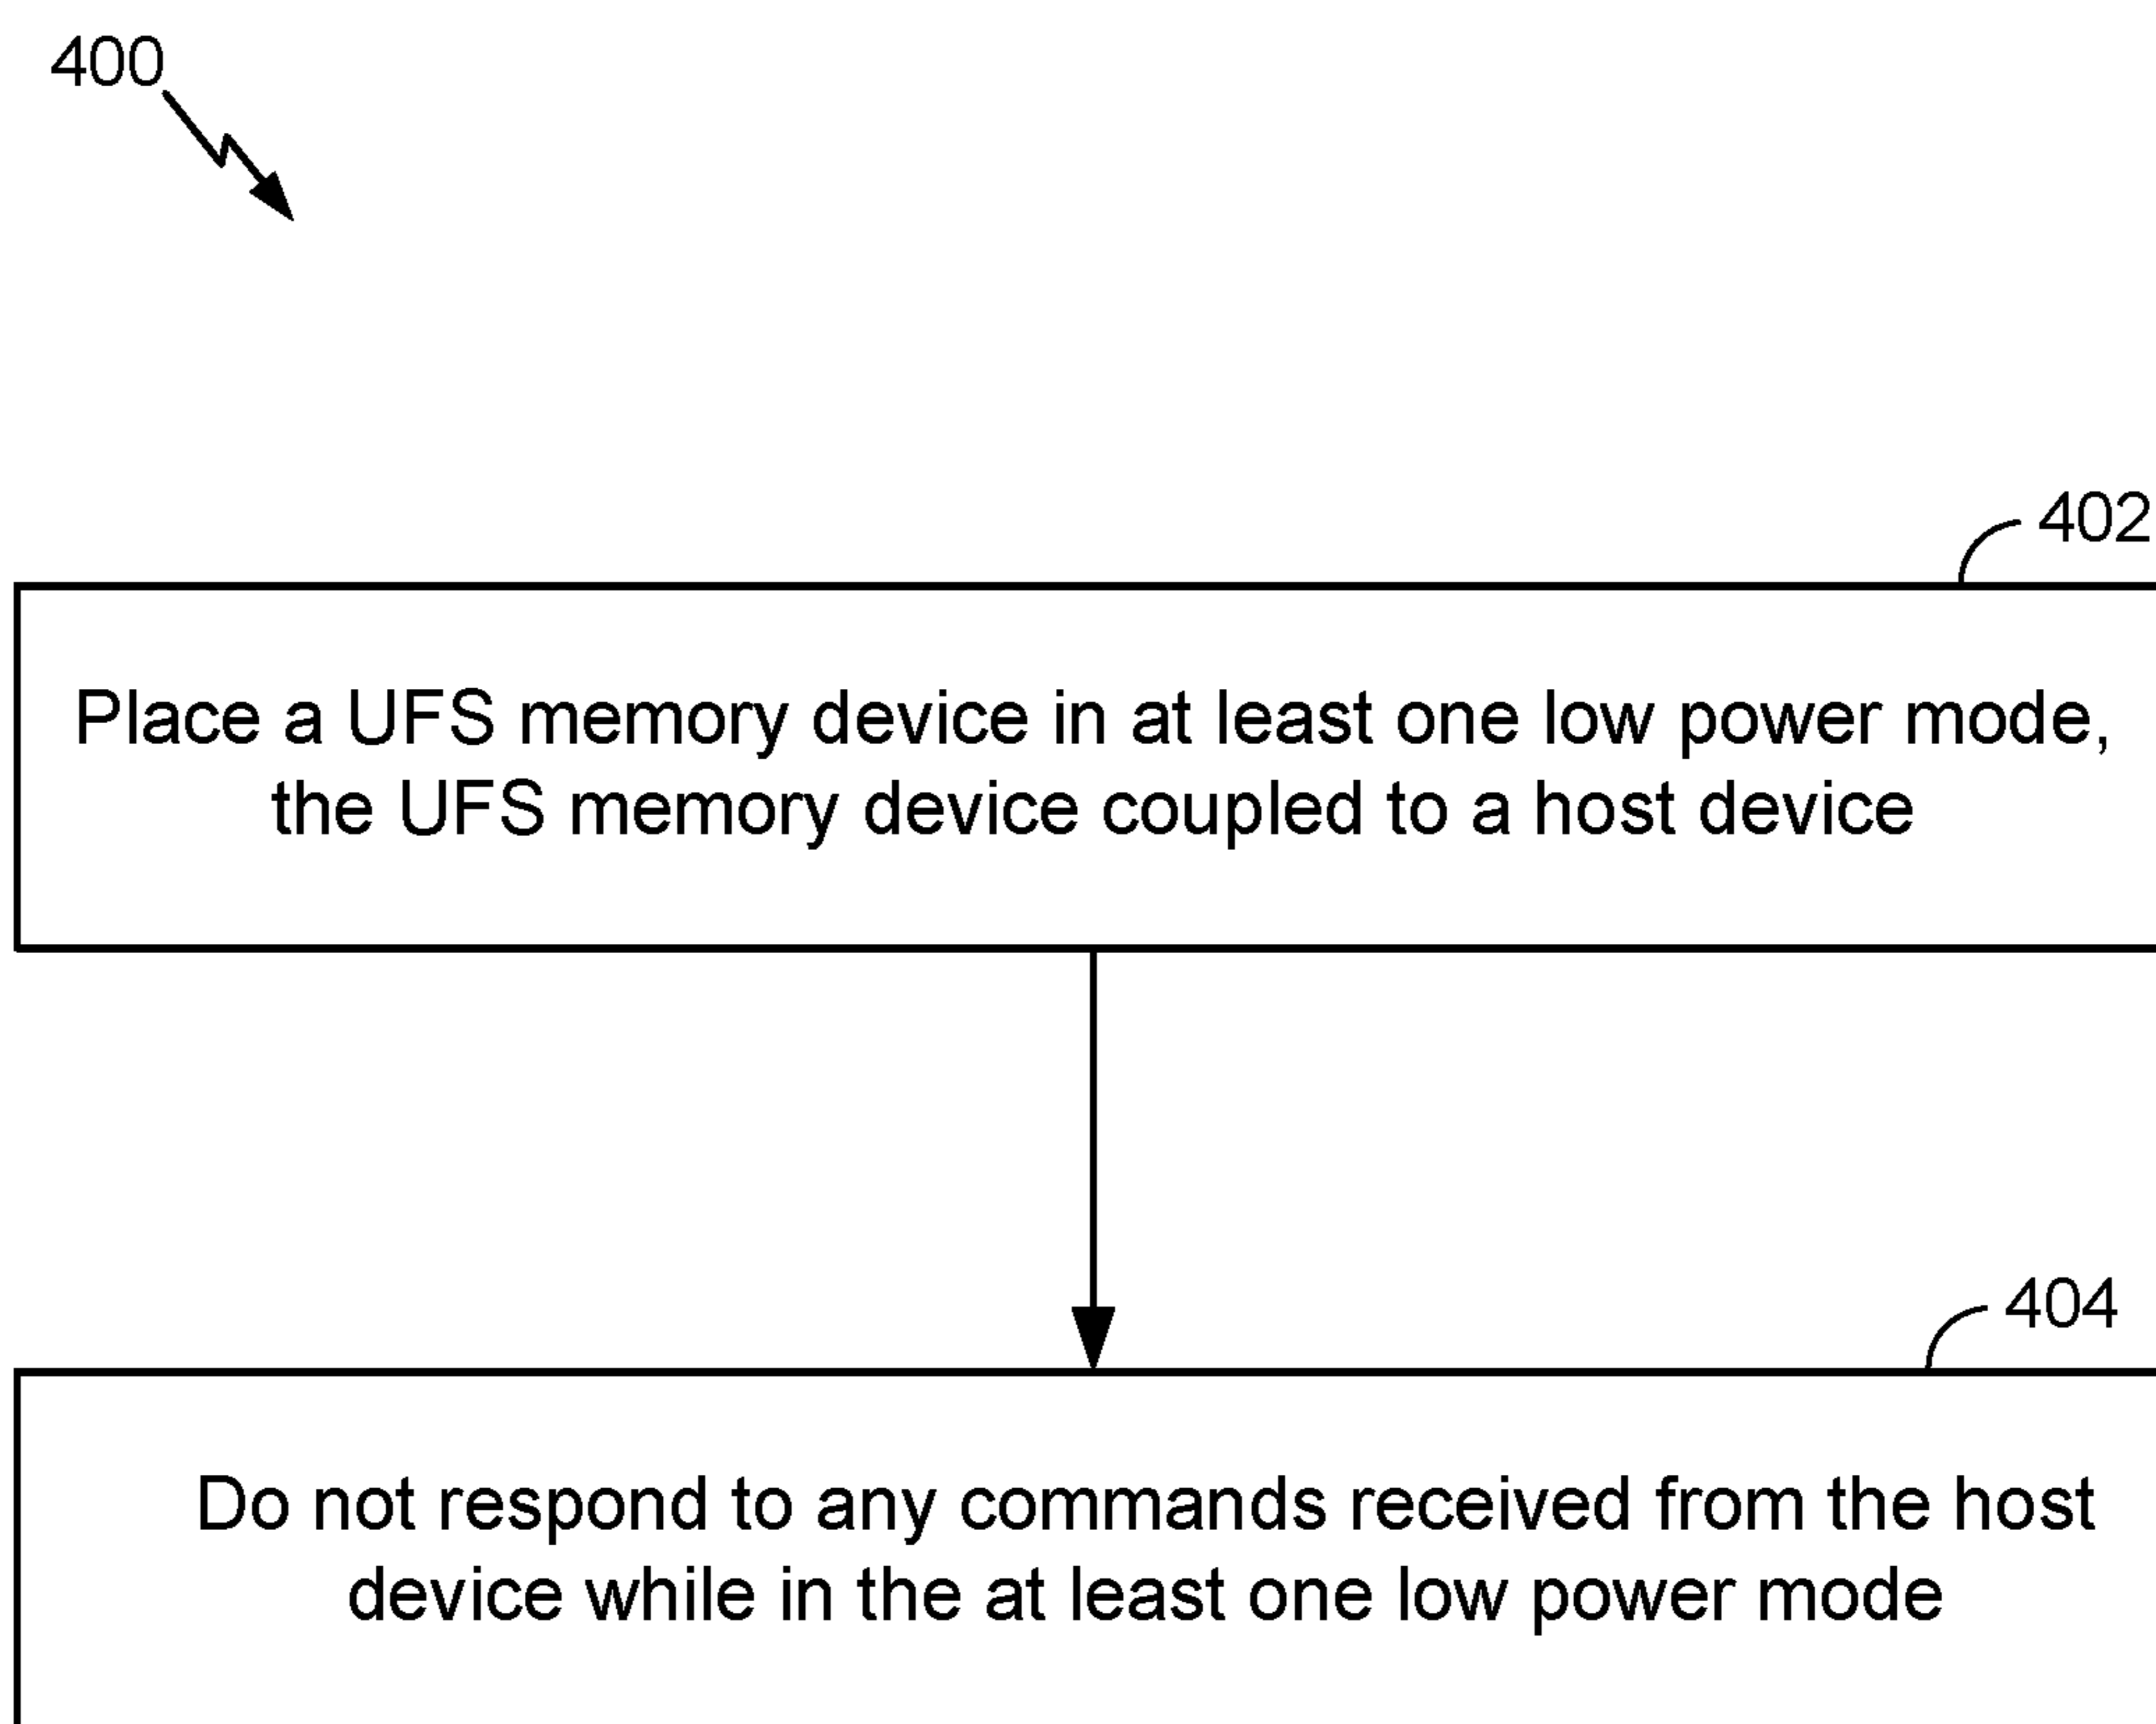 400
402
Place a UFS memory device in at least one low power mode,
the UFS memory device coupled to a host device
404
Do not respond to any commands received from the host
device while in the at least one low power mode